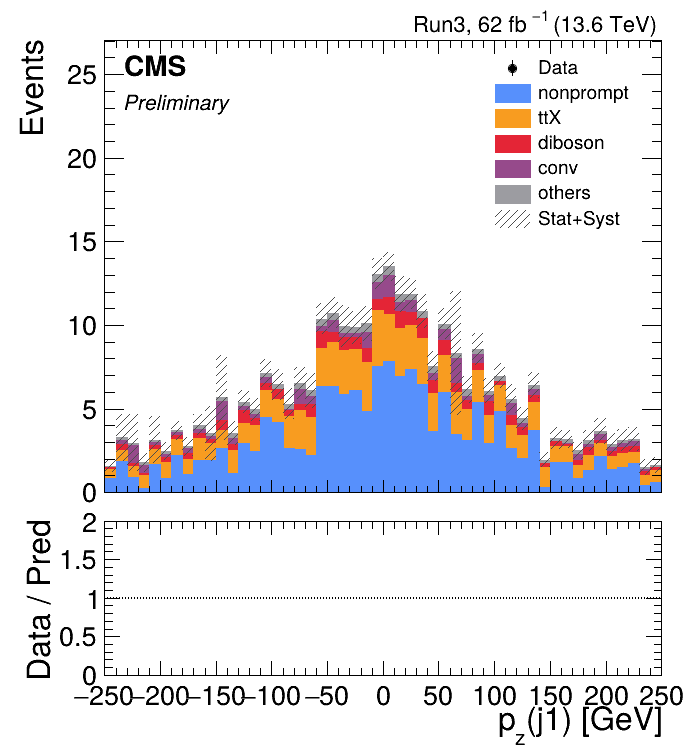 Run3, 62 fb⁻¹ (13.6 TeV)
CMS
Preliminary
Events
25
20
15
10
5
0
Data
nonprompt
ttX
diboson
conv
others
Stat+Syst
Data / Pred
2
1.5
1
0.5
0
−250 −200 −150 −100 −50 0 50 100 150 200 250
p_z(j1) [GeV]